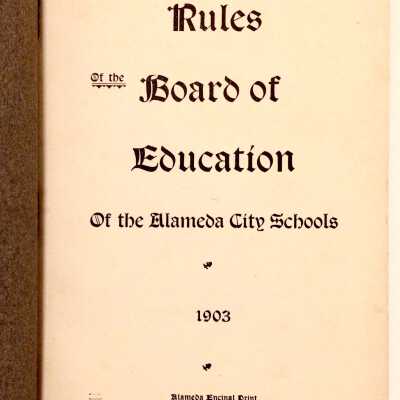 Rules
Of the
Board of
Education
Of the Alameda City Schools
1903
Alameda Encinal Print